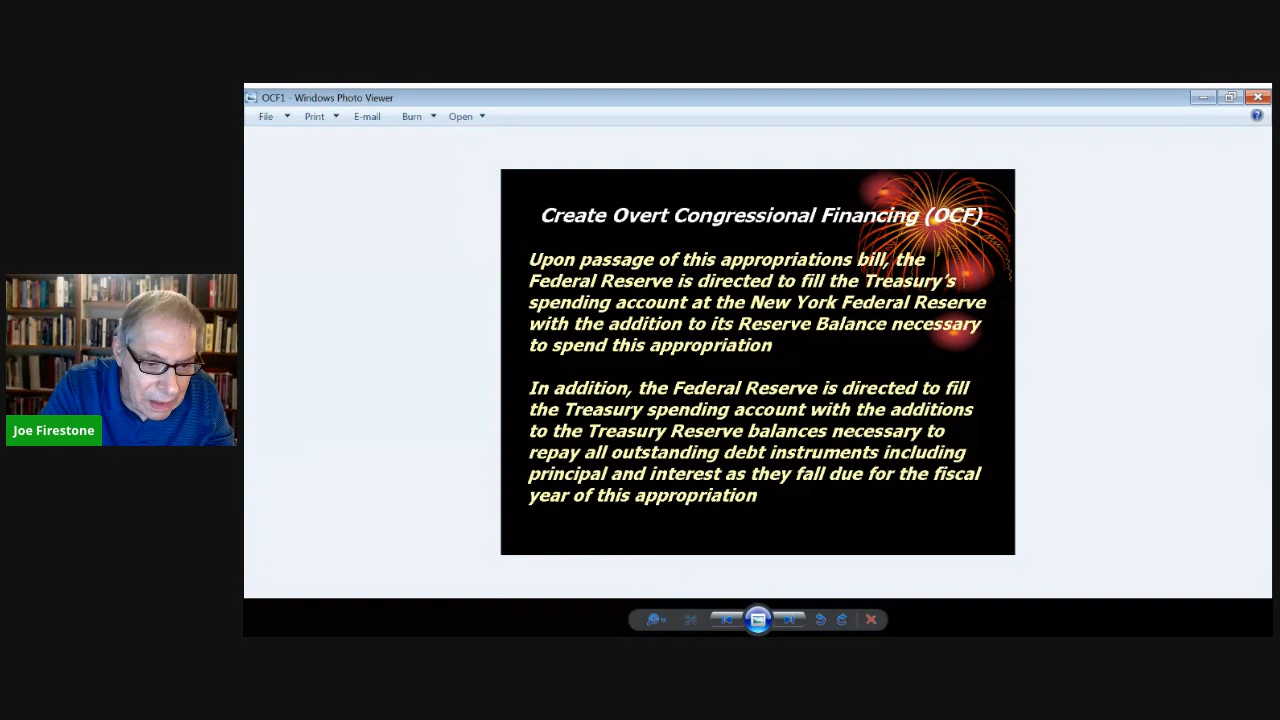 OCF1 - Windows Photo Viewer
File Print E-mail Burn Open
Create Overt Congressional Financing (OCF)
Upon passage of this appropriations bill, the
Federal Reserve is directed to fill the Treasury's
spending account at the New York Federal Reserve
with the addition to its Reserve Balance necessary
to spend this appropriation
In addition, the Federal Reserve is directed to fill
the Treasury spending account with the additions
to the Treasury Reserve balances necessary to
repay all outstanding debt instruments including
principal and interest as they fall due for the fiscal
year of this appropriation
Joe Firestone